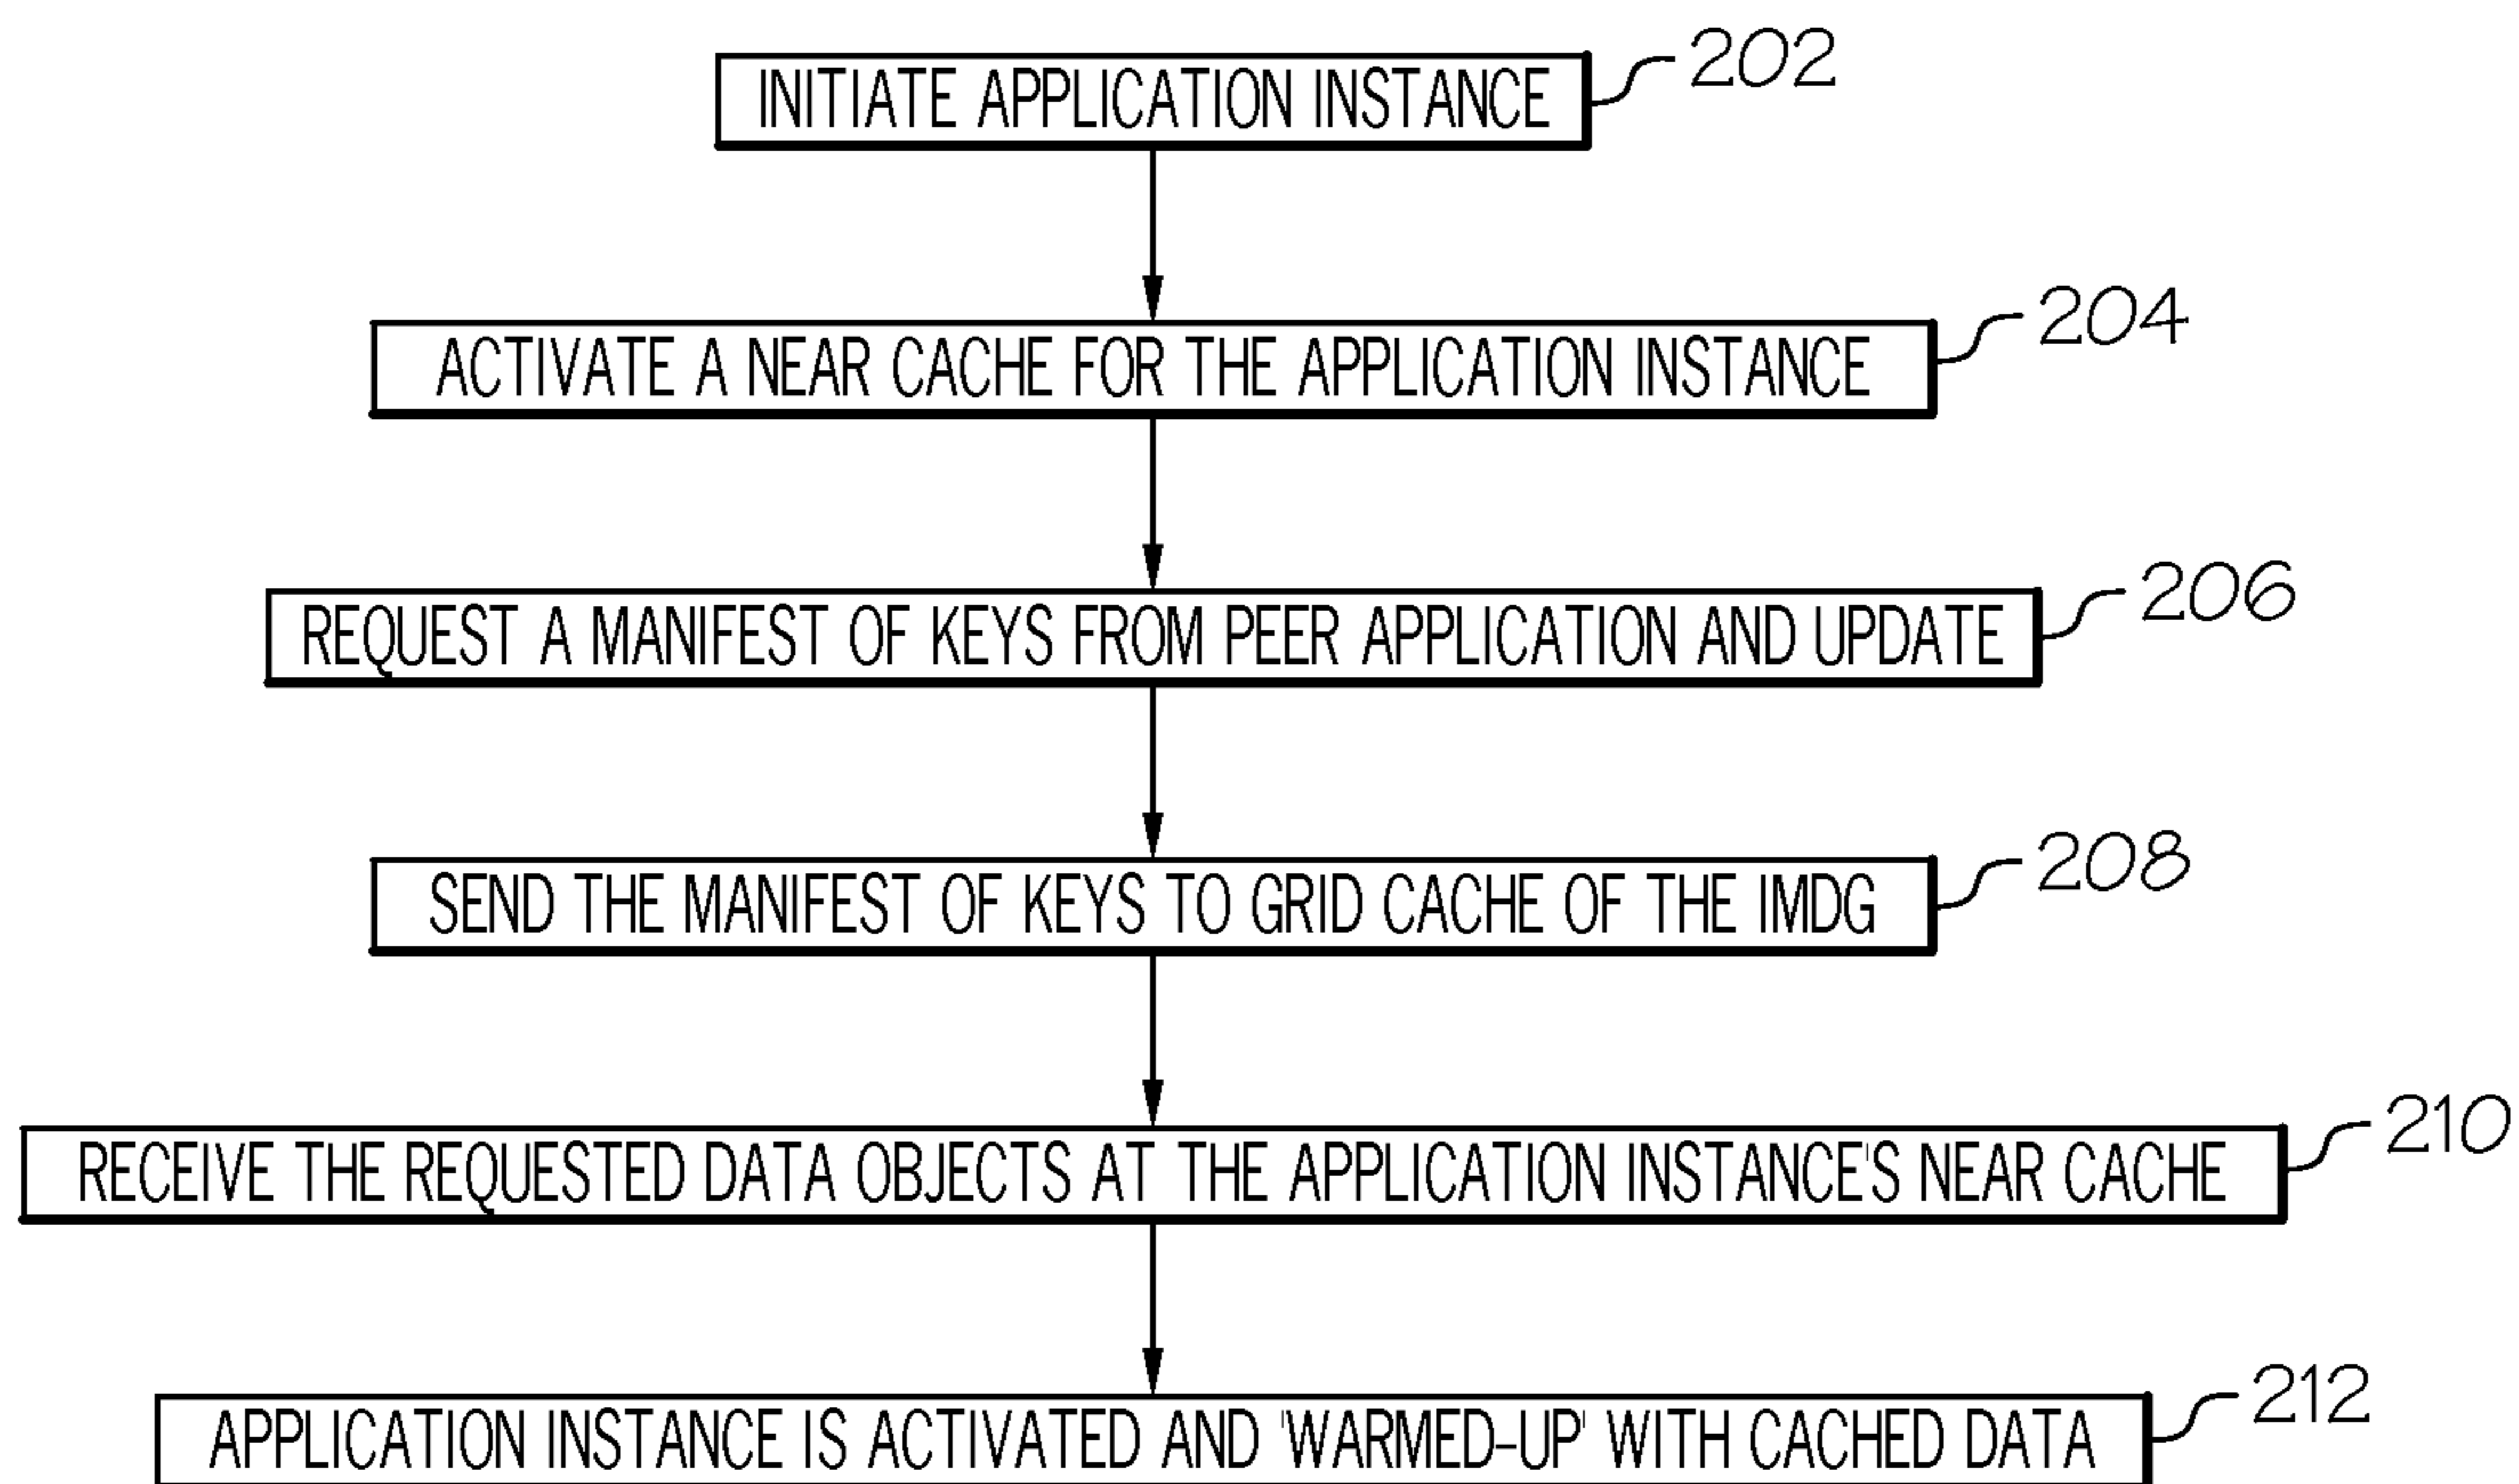 INITIATE APPLICATION INSTANCE 202
ACTIVATE A NEAR CACHE FOR THE APPLICATION INSTANCE 204
REQUEST A MANIFEST OF KEYS FROM PEER APPLICATION AND UPDATE 206
SEND THE MANIFEST OF KEYS TO GRID CACHE OF THE IMDG 208
RECEIVE THE REQUESTED DATA OBJECTS AT THE APPLICATION INSTANCE'S NEAR CACHE 210
APPLICATION INSTANCE IS ACTIVATED AND 'WARMED-UP' WITH CACHED DATA 212